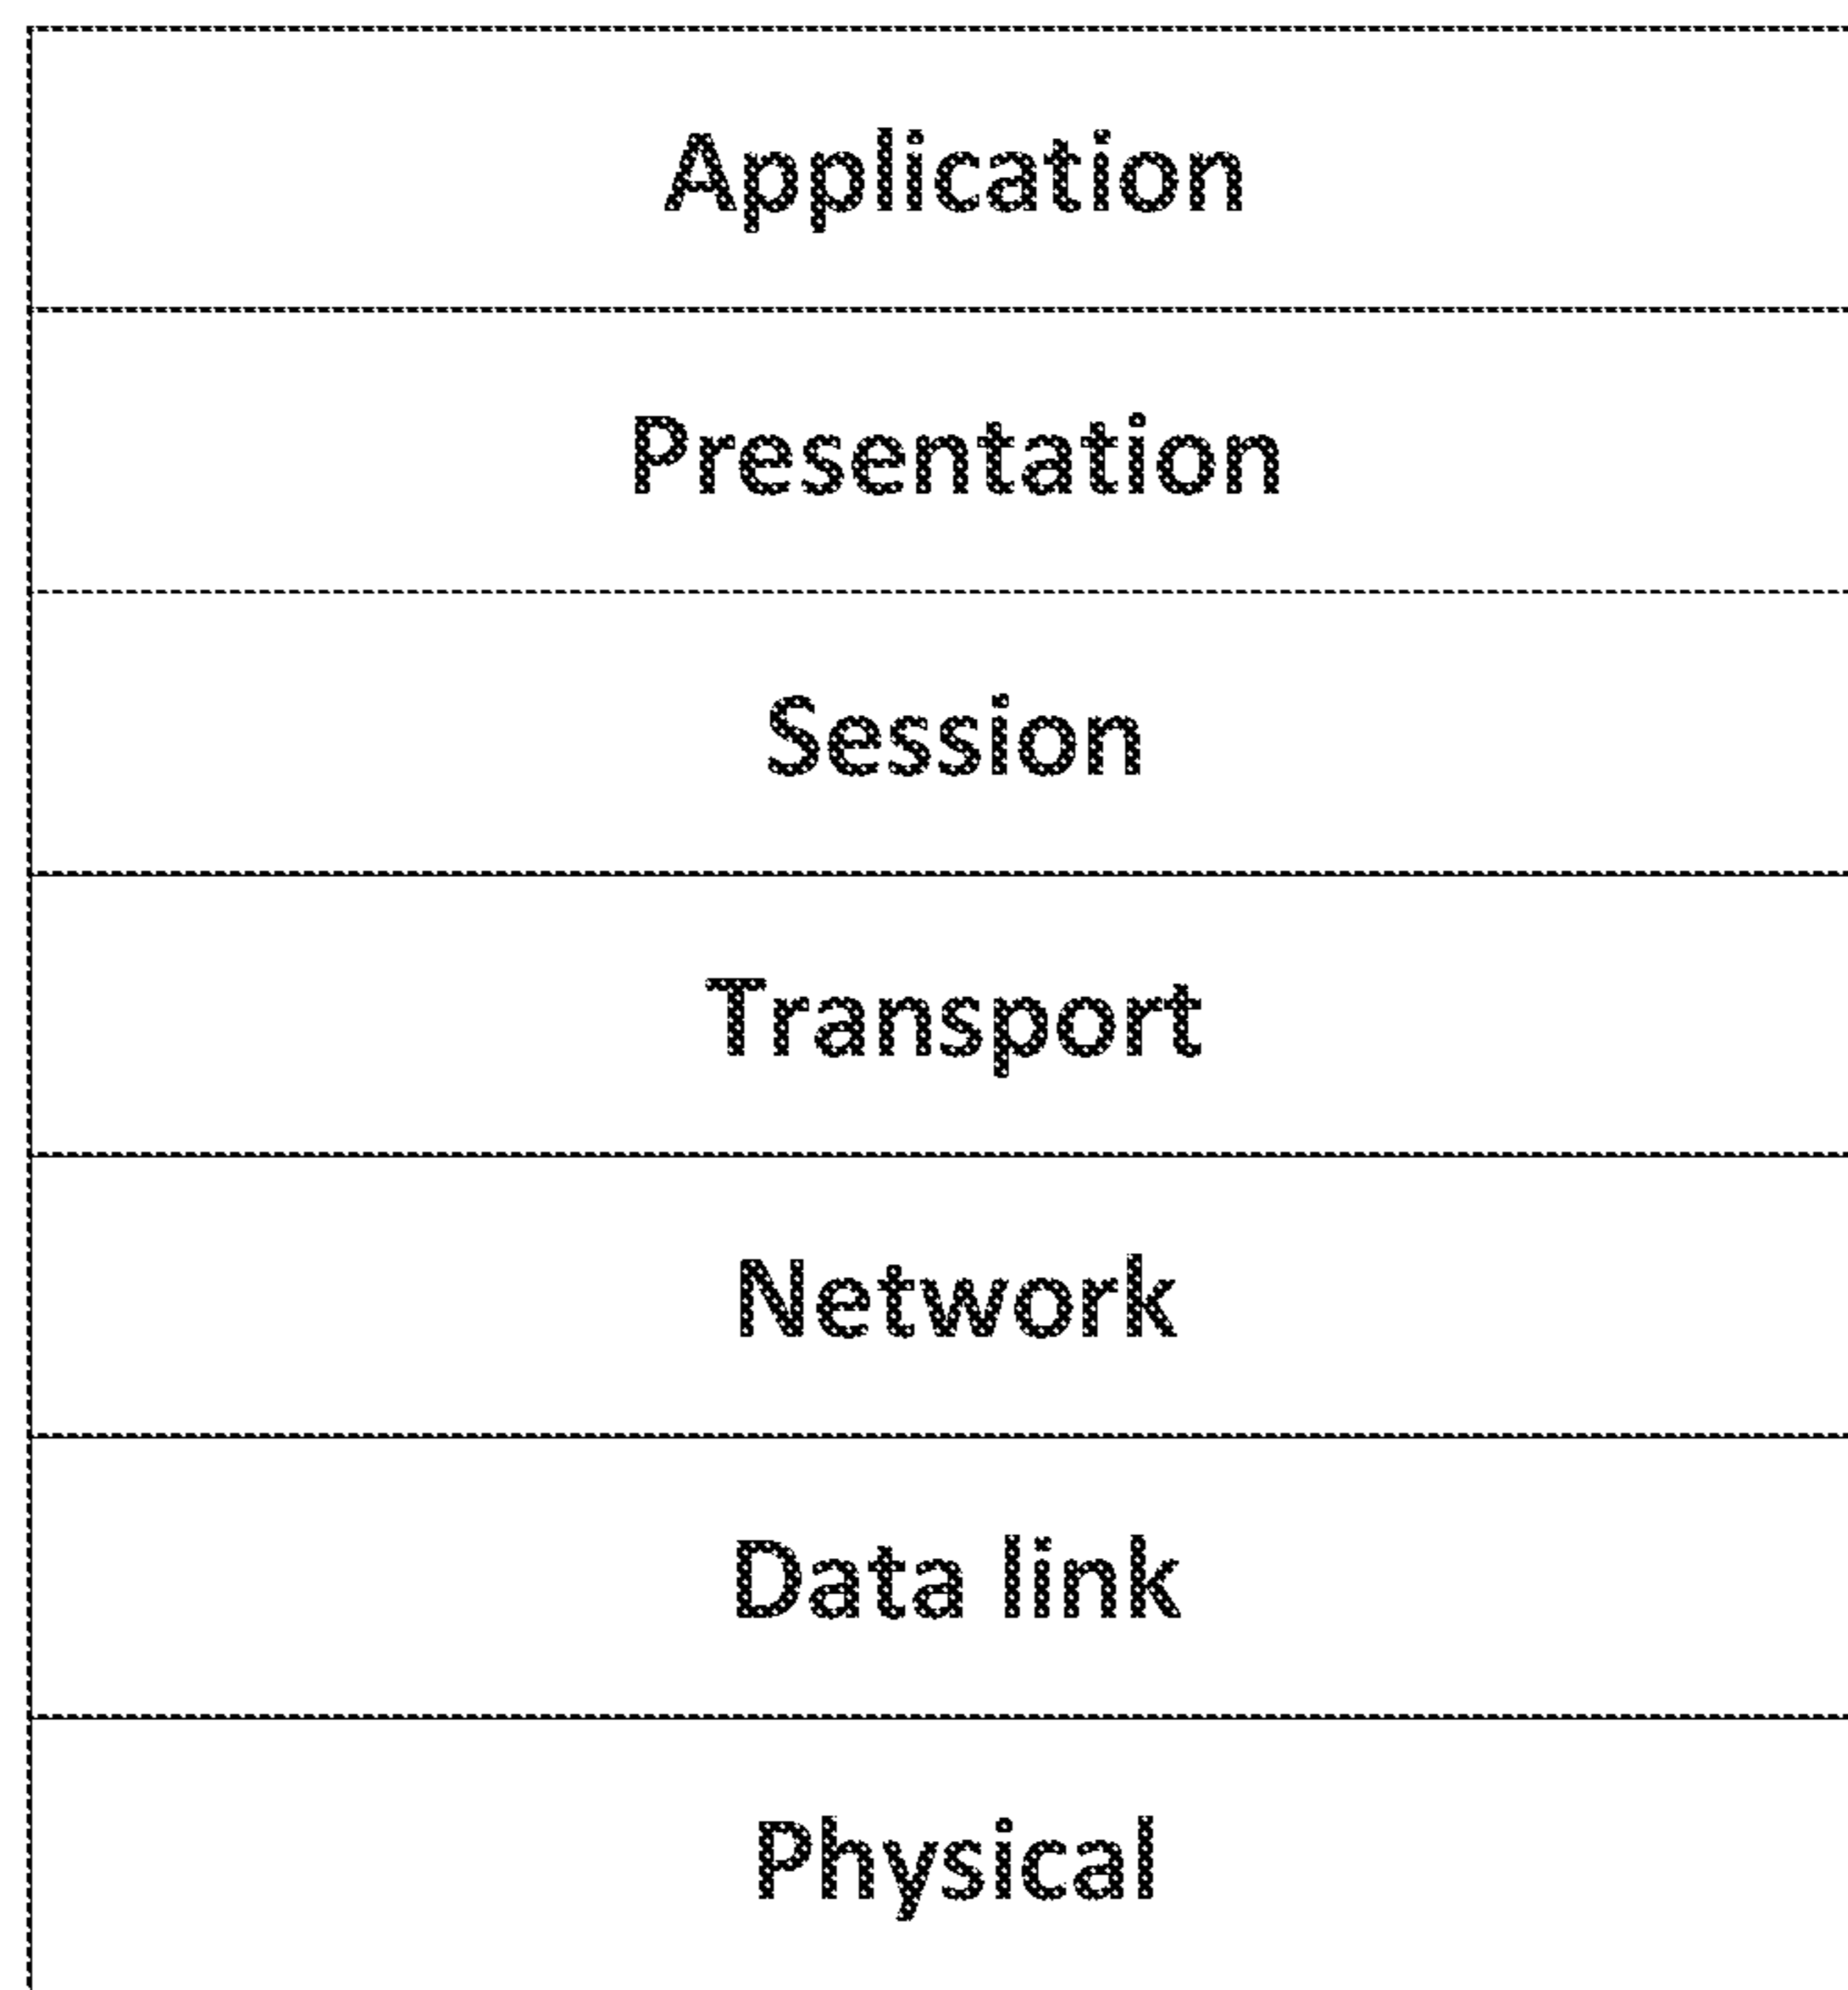 Application
Presentation
Session
Transport
Network
Data link
Physical